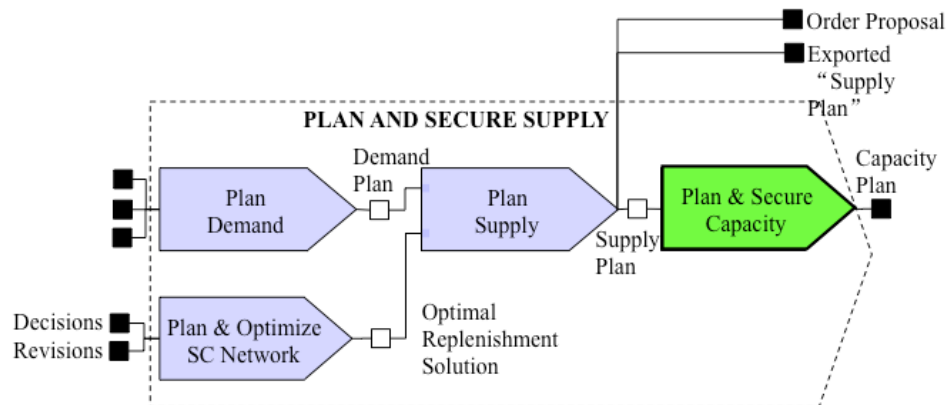 Order Proposal
Exported
“Supply
Plan”
PLAN AND SECURE SUPPLY
Demand
Plan
Capacity
Plan
Plan
Demand
Plan
Supply
Plan & Secure
Capacity
Supply
Plan
Decisions
Revisions
Plan & Optimize
SC Network
Optimal
Replenishment
Solution